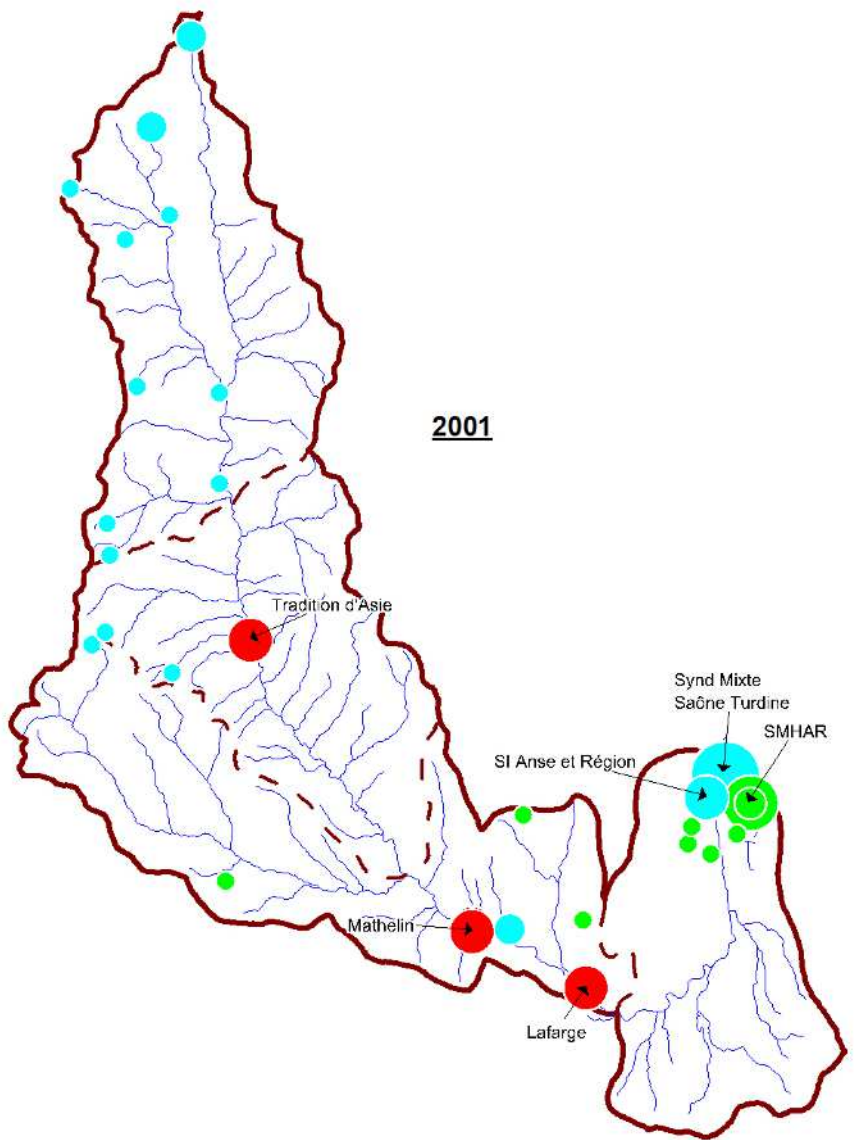 2001
Tradition d'Asie
Synd Mixte
Saône Turdine
SMHAR
SI Anse et Région
Mathelin
Lafarge